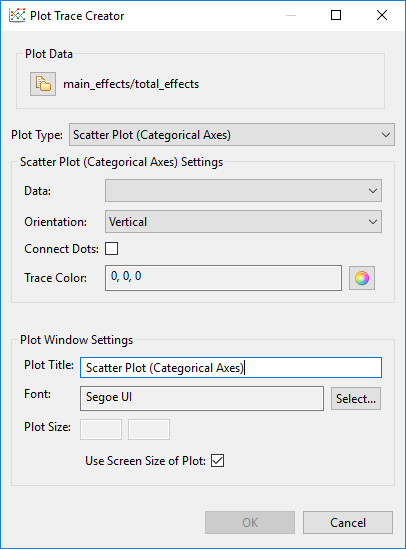 Plot Trace Creator
Plot Data
main_effects/total_effects
Plot Type: Scatter Plot (Categorical Axes)
Scatter Plot (Categorical Axes) Settings
Data:
Orientation: Vertical
Connect Dots:
Trace Color: 0, 0, 0
Plot Window Settings
Plot Title: Scatter Plot (Categorical Axes)
Font: Segoe UI Select...
Plot Size:
Use Screen Size of Plot:
OK Cancel